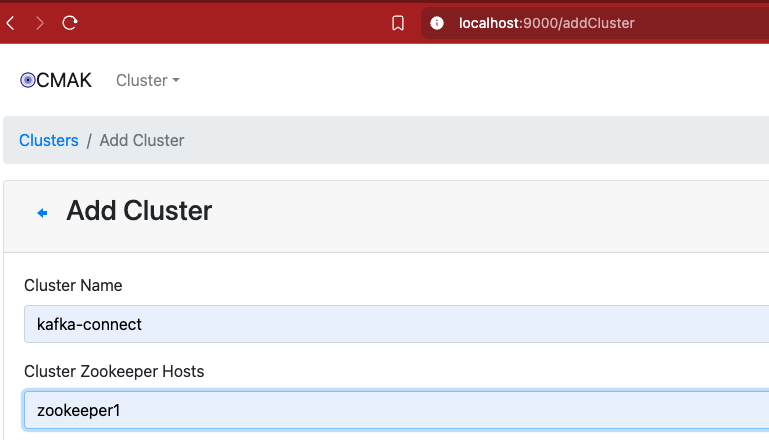 localhost:9000/addCluster
CMAK Cluster
Clusters / Add Cluster
Add Cluster
Cluster Name
kafka-connect
Cluster Zookeeper Hosts
zookeeper1